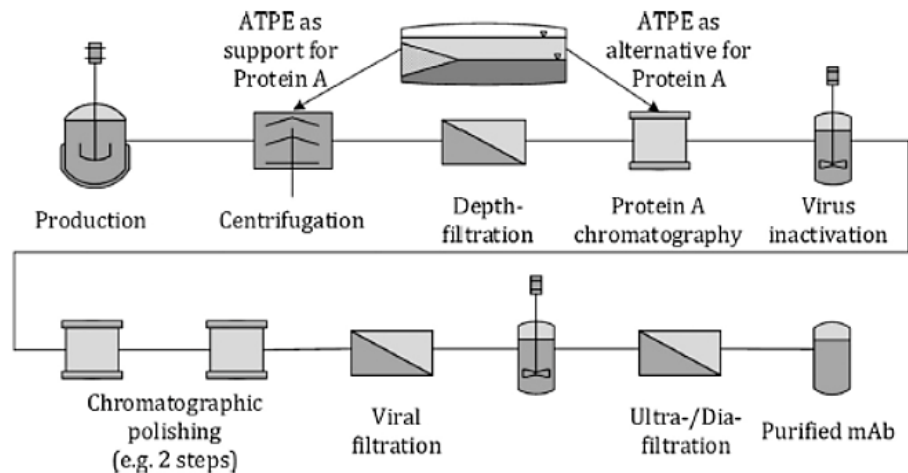 ATPE as
support for
Protein A
ATPE as
alternative for
Protein A
Production
Centrifugation
Depth-
filtration
Protein A
chromatography
Virus
inactivation
Chromatographic
polishing
(e.g. 2 steps)
Viral
filtration
Ultra-/Dia-
filtration
Purified mAb